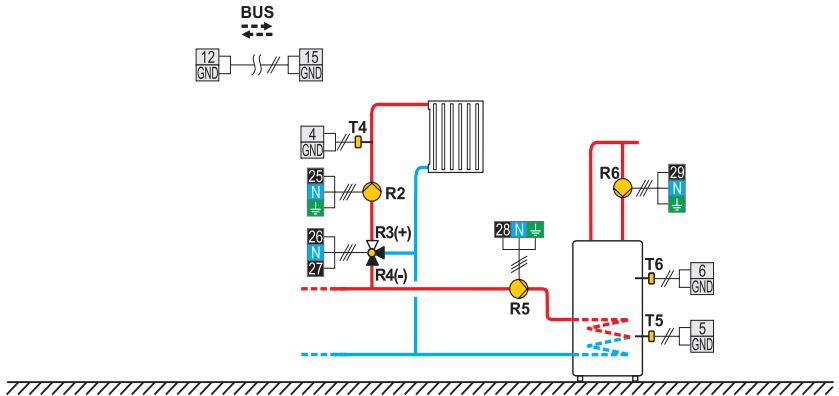 BUS
12
GND
15
GND
T4
4
GND
25
N
R2
26
N
27
R3(+)
R4(-)
28 N
R5
R6
29
N
T6
6
GND
T5
5
GND